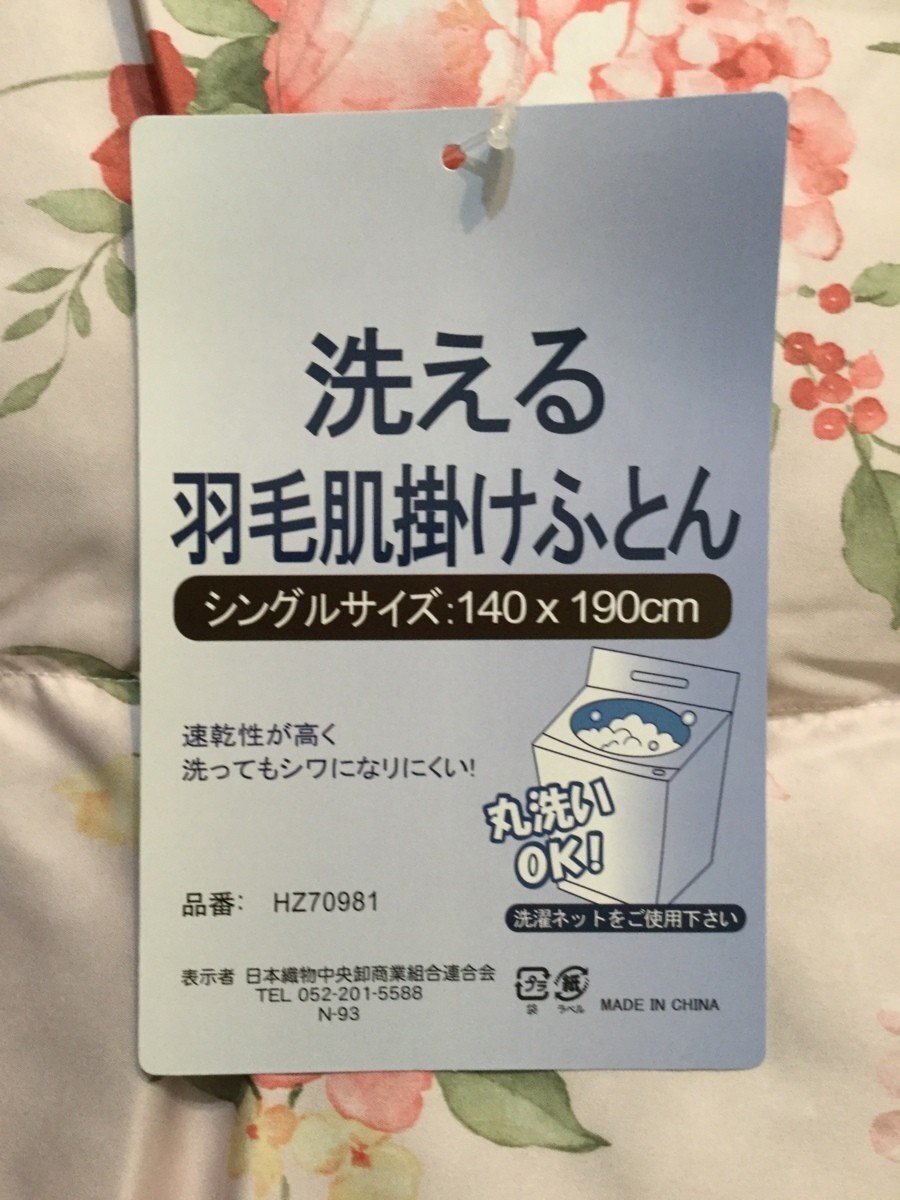 洗える
羽毛肌掛けふとん
シングルサイズ:140 x 190cm
速乾性が高く
洗ってもシワになりにくい!
丸洗い
OK!
洗濯ネットをご使用下さい
品番: HZ70981
表示者 日本織物中央卸商業組合連合会
TEL 052-201-5588
N-93
プラ 紙
袋 ラベル
MADE IN CHINA